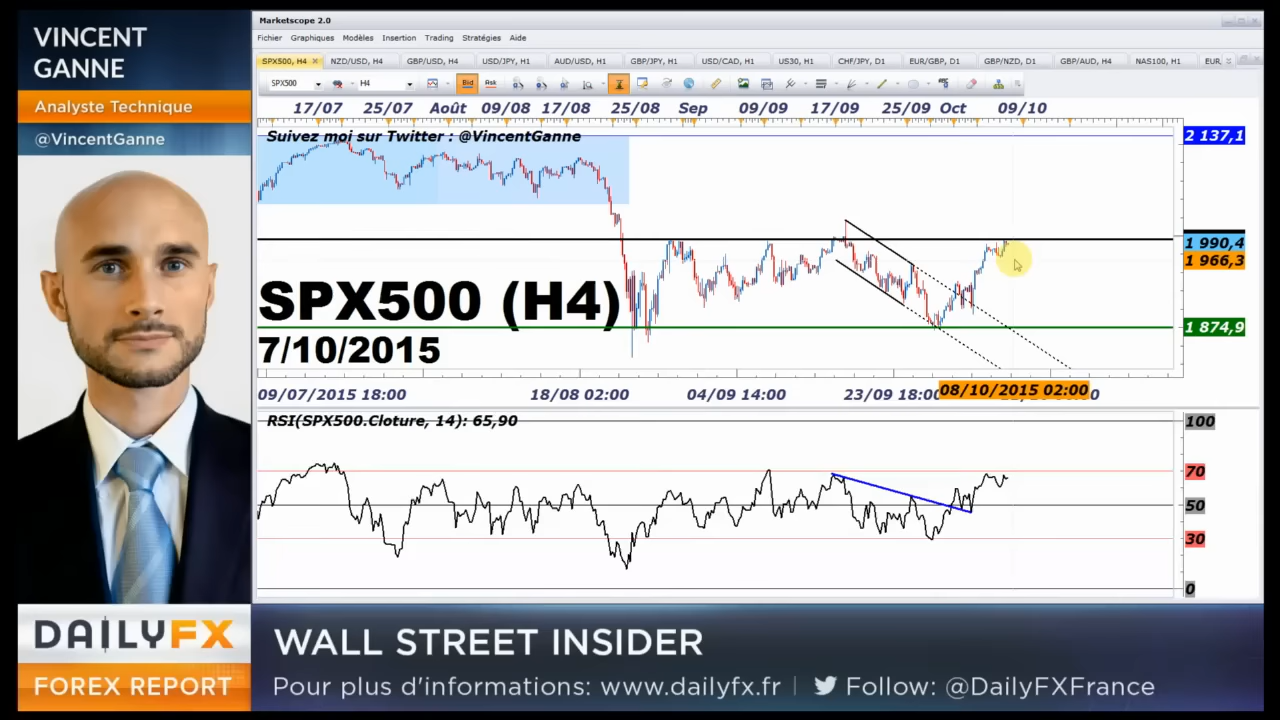 VINCENT
GANNE
Analyste Technique
@VincentGanne
Marketscope 2.0
Fichier Graphiques Modèles Insertion Trading Stratégies Aide
SPX500, H4 NZD/USD, H4 GBP/USD, H4 USD/JPY, H1 AUD/USD, H1 GBP/JPY, H1 USD/CAD, H1 US30, H1 CHF/JPY, D1 EUR/GBP, D1 GBP/NZD, D1 GBP/AUD, H4 NAS100, H1 EUR,
SPX500 H4 Bid Ask
17/07 25/07 Août 09/08 17/08 25/08 Sep 09/09 17/09 25/09 Oct 09/10
Suivez moi sur Twitter : @VincentGanne
2 137,1
1 990,4
1 966,3
SPX500 (H4)
1 874,9
7/10/2015
09/07/2015 18:00 18/08 02:00 04/09 14:00 23/09 18:00 08/10/2015 02:00
RSI(SPX500.Cloture, 14): 65,90
100
70
50
30
0
DAILYFX
FOREX REPORT
WALL STREET INSIDER
Pour plus d'informations: www.dailyfx.fr | Follow: @DailyFXFrance